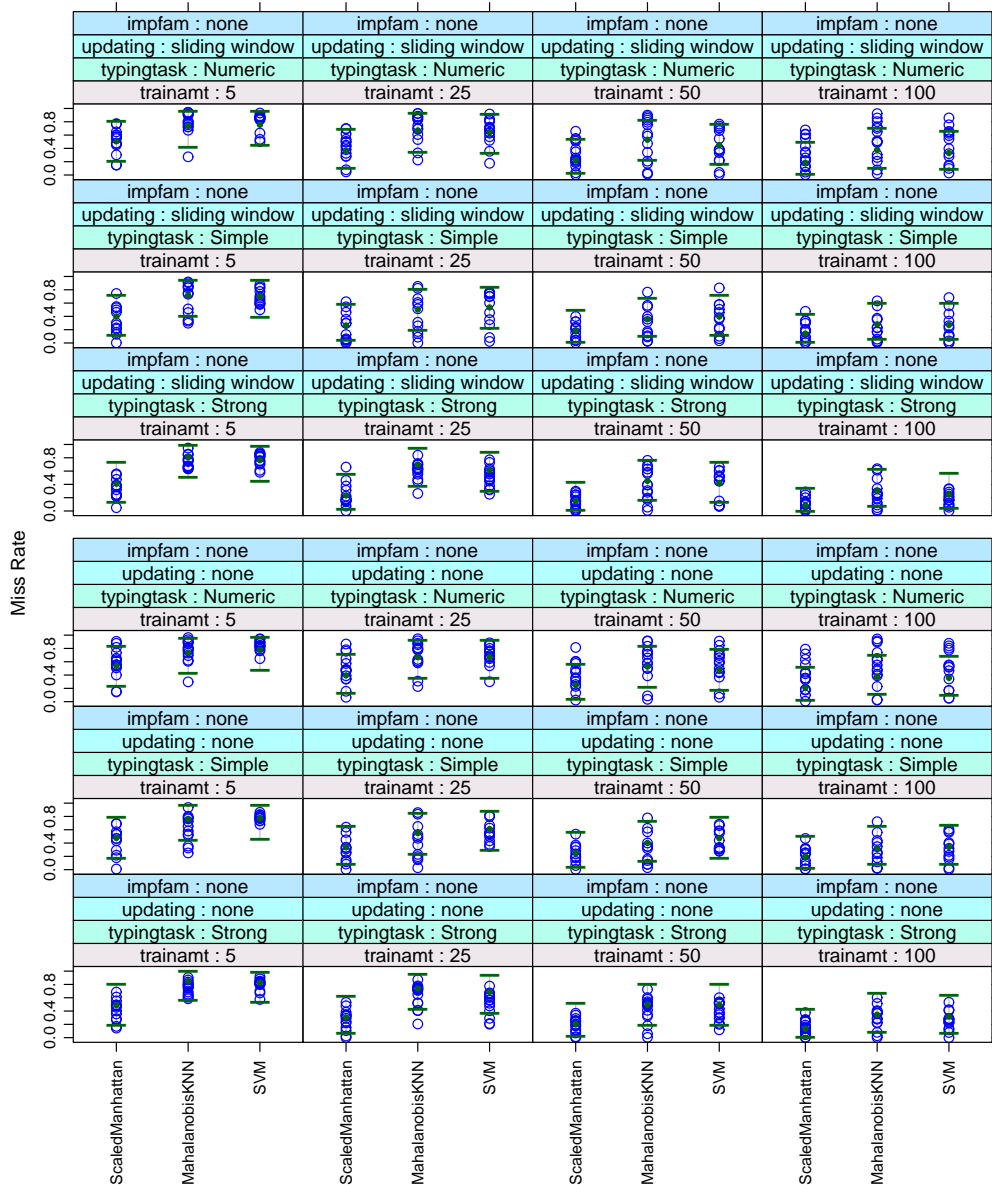 impfam : none impfam : none impfam : none impfam : none
updating : sliding window updating : sliding window updating : sliding window updating : sliding window
typingtask : Numeric typingtask : Numeric typingtask : Numeric typingtask : Numeric
trainamt : 5 trainamt : 25 trainamt : 50 trainamt : 100
0.0 0.4 0.8
impfam : none impfam : none impfam : none impfam : none
updating : sliding window updating : sliding window updating : sliding window updating : sliding window
typingtask : Simple typingtask : Simple typingtask : Simple typingtask : Simple
trainamt : 5 trainamt : 25 trainamt : 50 trainamt : 100
0.0 0.4 0.8
impfam : none impfam : none impfam : none impfam : none
updating : sliding window updating : sliding window updating : sliding window updating : sliding window
typingtask : Strong typingtask : Strong typingtask : Strong typingtask : Strong
trainamt : 5 trainamt : 25 trainamt : 50 trainamt : 100
0.0 0.4 0.8
Miss Rate
impfam : none impfam : none impfam : none impfam : none
updating : none updating : none updating : none updating : none
typingtask : Numeric typingtask : Numeric typingtask : Numeric typingtask : Numeric
trainamt : 5 trainamt : 25 trainamt : 50 trainamt : 100
0.0 0.4 0.8
impfam : none impfam : none impfam : none impfam : none
updating : none updating : none updating : none updating : none
typingtask : Simple typingtask : Simple typingtask : Simple typingtask : Simple
trainamt : 5 trainamt : 25 trainamt : 50 trainamt : 100
0.0 0.4 0.8
impfam : none impfam : none impfam : none impfam : none
updating : none updating : none updating : none updating : none
typingtask : Strong typingtask : Strong typingtask : Strong typingtask : Strong
trainamt : 5 trainamt : 25 trainamt : 50 trainamt : 100
0.0 0.4 0.8
ScaledManhattan MahalanobisKNN SVM ScaledManhattan MahalanobisKNN SVM ScaledManhattan MahalanobisKNN SVM ScaledManhattan MahalanobisKNN SVM